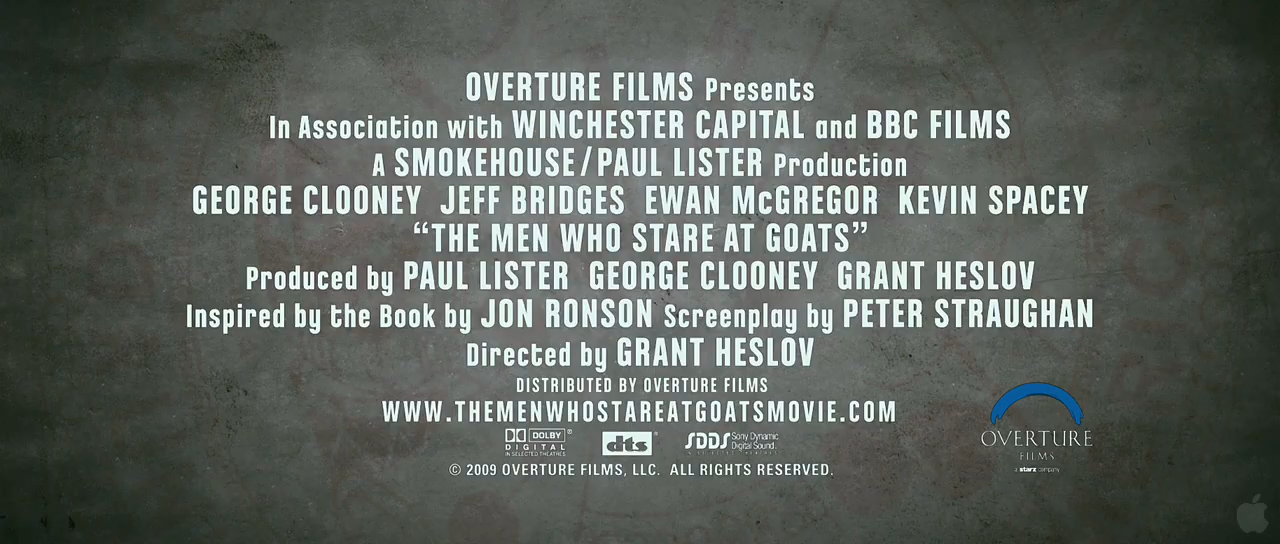 OVERTURE FILMS Presents
In Association with WINCHESTER CAPITAL and BBC FILMS
A SMOKEHOUSE/PAUL LISTER Production
GEORGE CLOONEY JEFF BRIDGES EWAN McGREGOR KEVIN SPACEY
“THE MEN WHO STARE AT GOATS”
Produced by PAUL LISTER GEORGE CLOONEY GRANT HESLOV
Inspired by the Book by JON RONSON Screenplay by PETER STRAUGHAN
Directed by GRANT HESLOV
DISTRIBUTED BY OVERTURE FILMS
WWW.THEMENWHOSTAREATGOATSMOVIE.COM
DOLBY ®
DIGITAL
IN SELECTED THEATRES
dts
SDDS Sony Dynamic
Digital Sound
© 2009 OVERTURE FILMS, LLC. ALL RIGHTS RESERVED.
OVERTURE
FILMS
a starz company